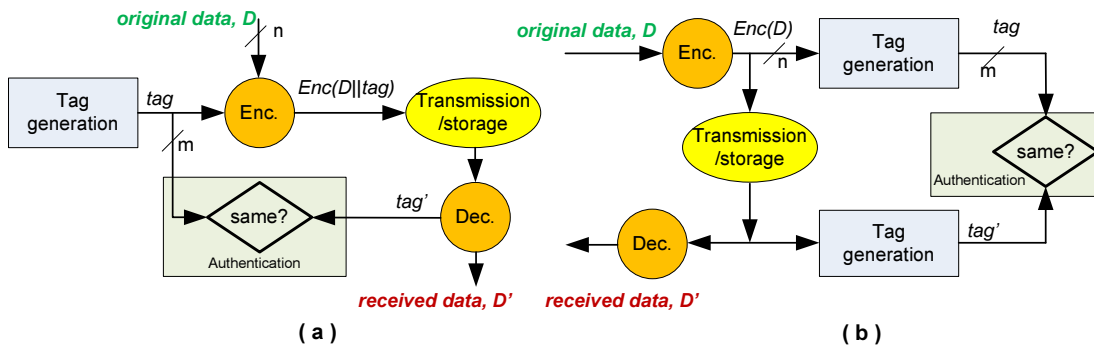 original data, D
n
Tag
generation
tag
m
Enc.
Enc(D||tag)
Transmission
/storage
same?
Authentication
tag'
Dec.
received data, D'
( a )
original data, D
Enc.
Enc(D)
n
Tag
generation
tag
m
Transmission
/storage
same?
Authentication
Dec.
Tag
generation
tag'
received data, D'
( b )